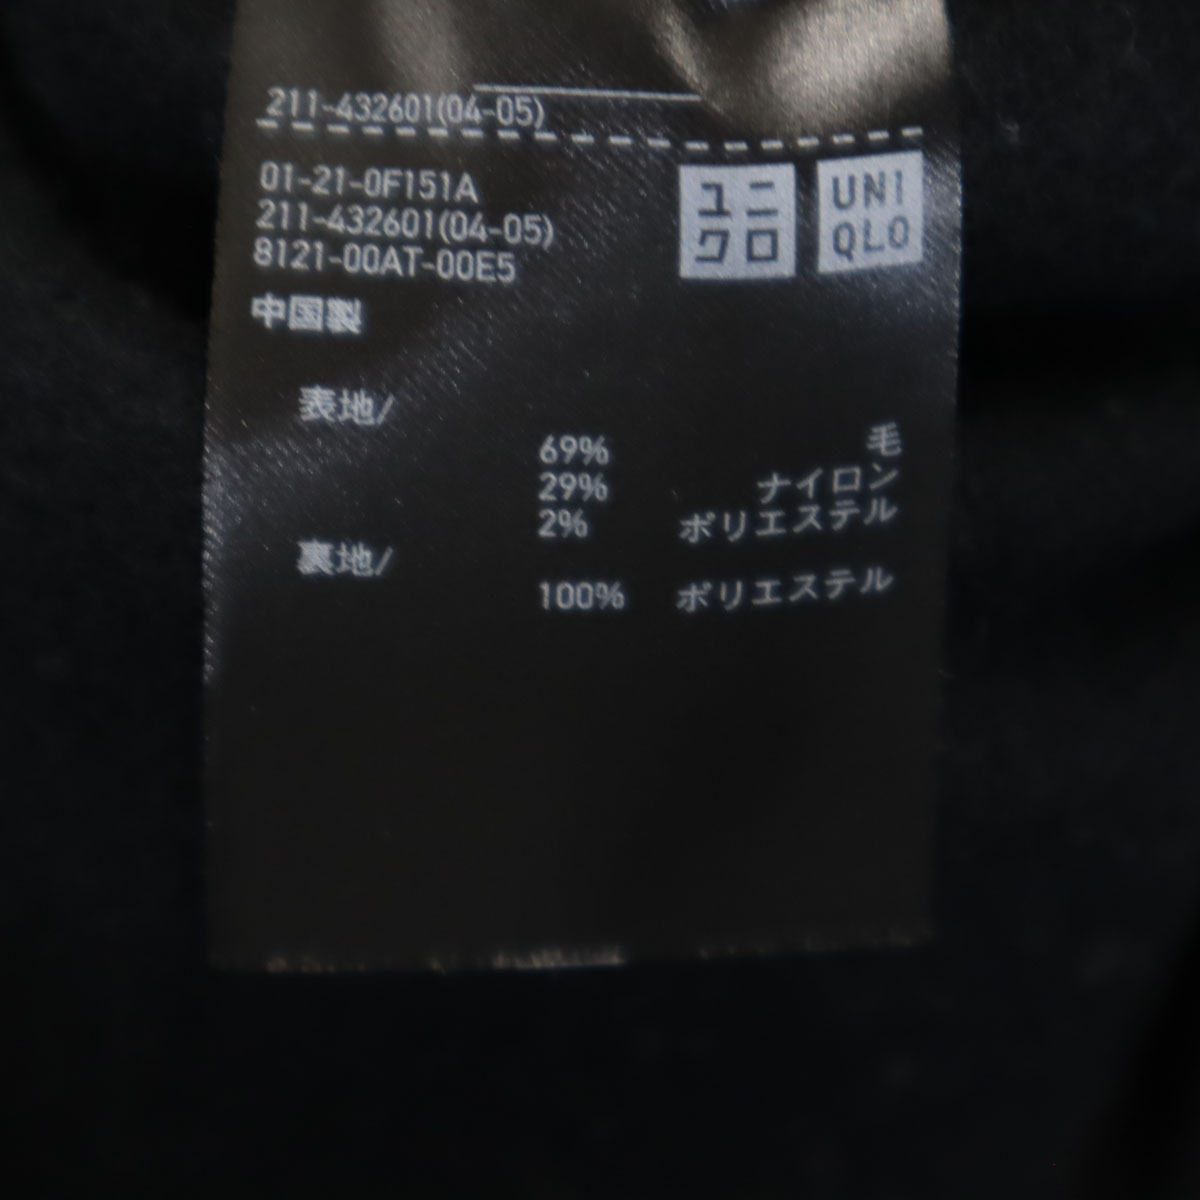 211-432601(04-05)
01-21-0F151A
211-432601(04-05)
8121-00AT-00E5
ユニ
クロ
UNI
QLO
中国製
表地/
69% 毛
29% ナイロン
2% ポリエステル
裏地/
100% ポリエステル